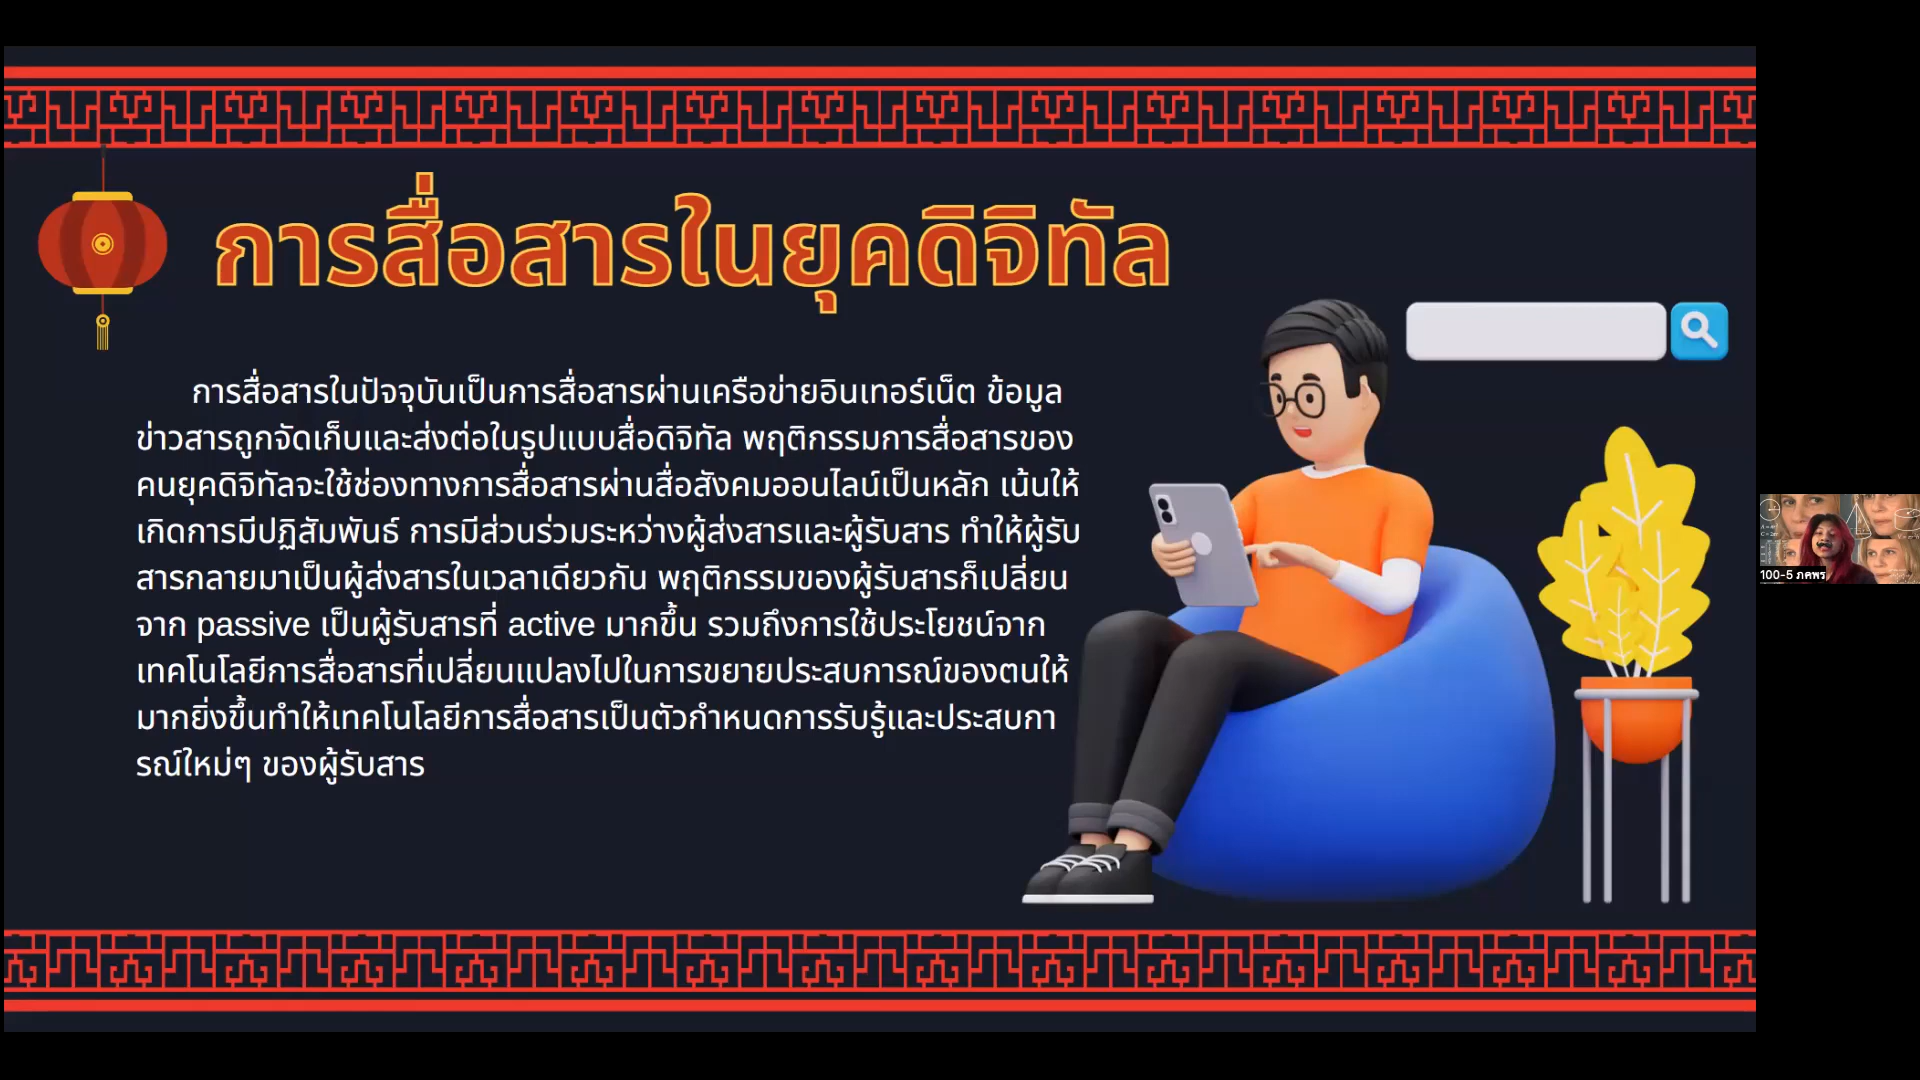 การสื่อสารในยุคดิจิทัล
การสื่อสารในปัจจุบันเป็นการสื่อสารผ่านเครือข่ายอินเทอร์เน็ต ข้อมูล
ข่าวสารถูกจัดเก็บและส่งต่อในรูปแบบสื่อดิจิทัล พฤติกรรมการสื่อสารของ
คนยุคดิจิทัลจะใช้ช่องทางการสื่อสารผ่านสื่อสังคมออนไลน์เป็นหลัก เน้นให้
เกิดการมีปฏิสัมพันธ์ การมีส่วนร่วมระหว่างผู้ส่งสารและผู้รับสาร ทำให้ผู้รับ
สารกลายมาเป็นผู้ส่งสารในเวลาเดียวกัน พฤติกรรมของผู้รับสารก็เปลี่ยน
จาก passive เป็นผู้รับสารที่ active มากขึ้น รวมถึงการใช้ประโยชน์จาก
เทคโนโลยีการสื่อสารที่เปลี่ยนแปลงไปในการขยายประสบการณ์ของตนให้
มากยิ่งขึ้นทำให้เทคโนโลยีการสื่อสารเป็นตัวกำหนดการรับรู้และประสบกา
รณ์ใหม่ๆ ของผู้รับสาร
100-5 ภคพร